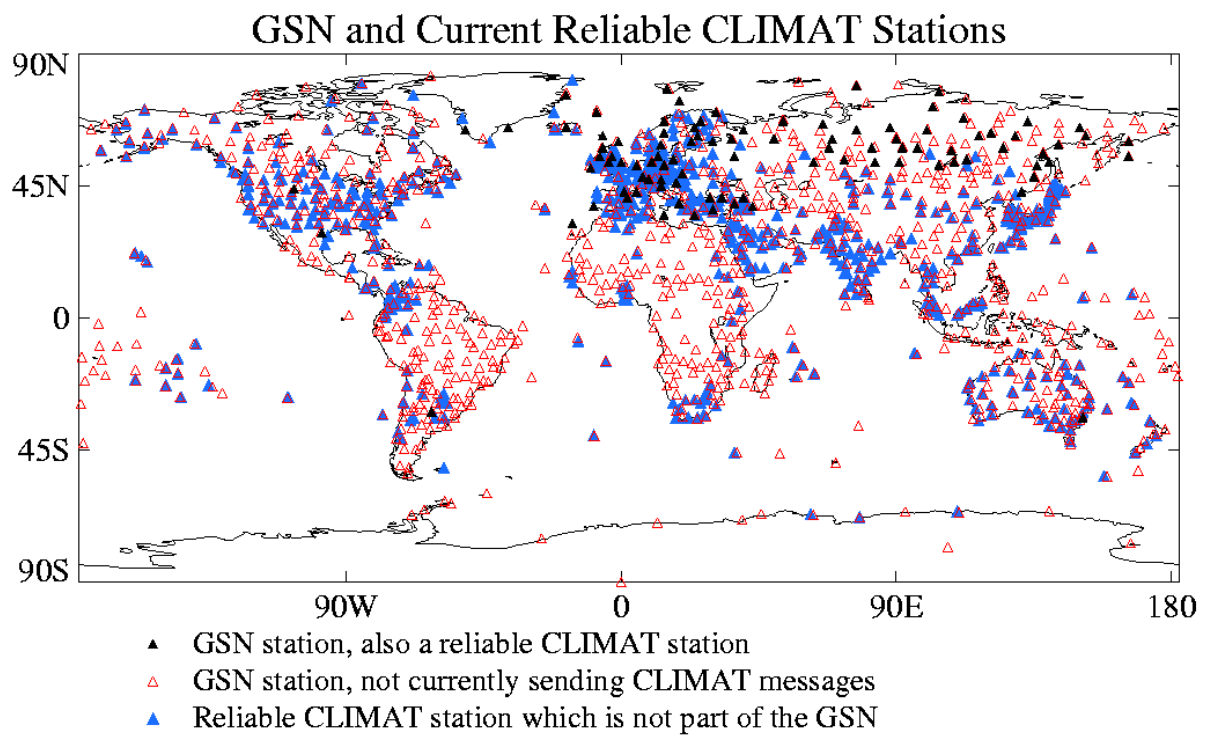 GSN and Current Reliable CLIMAT Stations
90N
45N
0
45S
90S
90W
0
90E
180
GSN station, also a reliable CLIMAT station
GSN station, not currently sending CLIMAT messages
Reliable CLIMAT station which is not part of the GSN